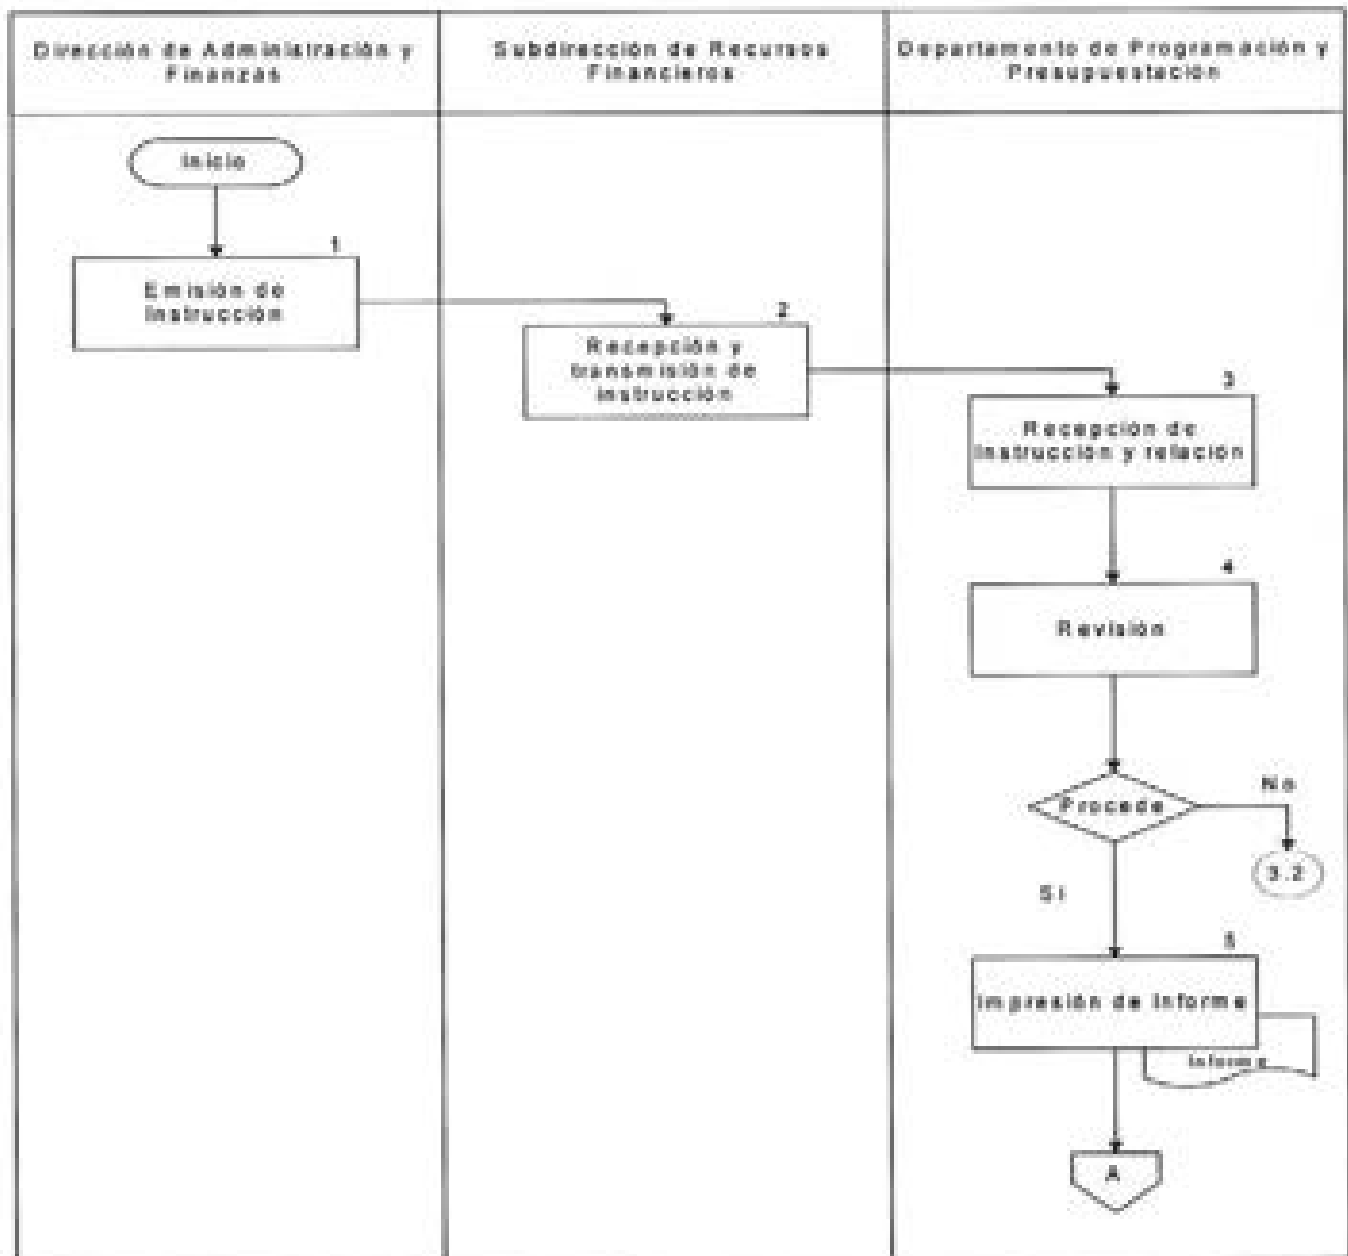 Dirección de Administración y
Finanzas
Subdirección de Recursos
Financieros
Departamento de Programación y
Presupuestación
Inicio
1
Emisión de
Instrucción
2
Recepción y
transmisión de
instrucción
3
Recepción de
Instrucción y relación
4
Revisión
Procede
No
3.2
Si
5
Impresión de Informe
Informe
A